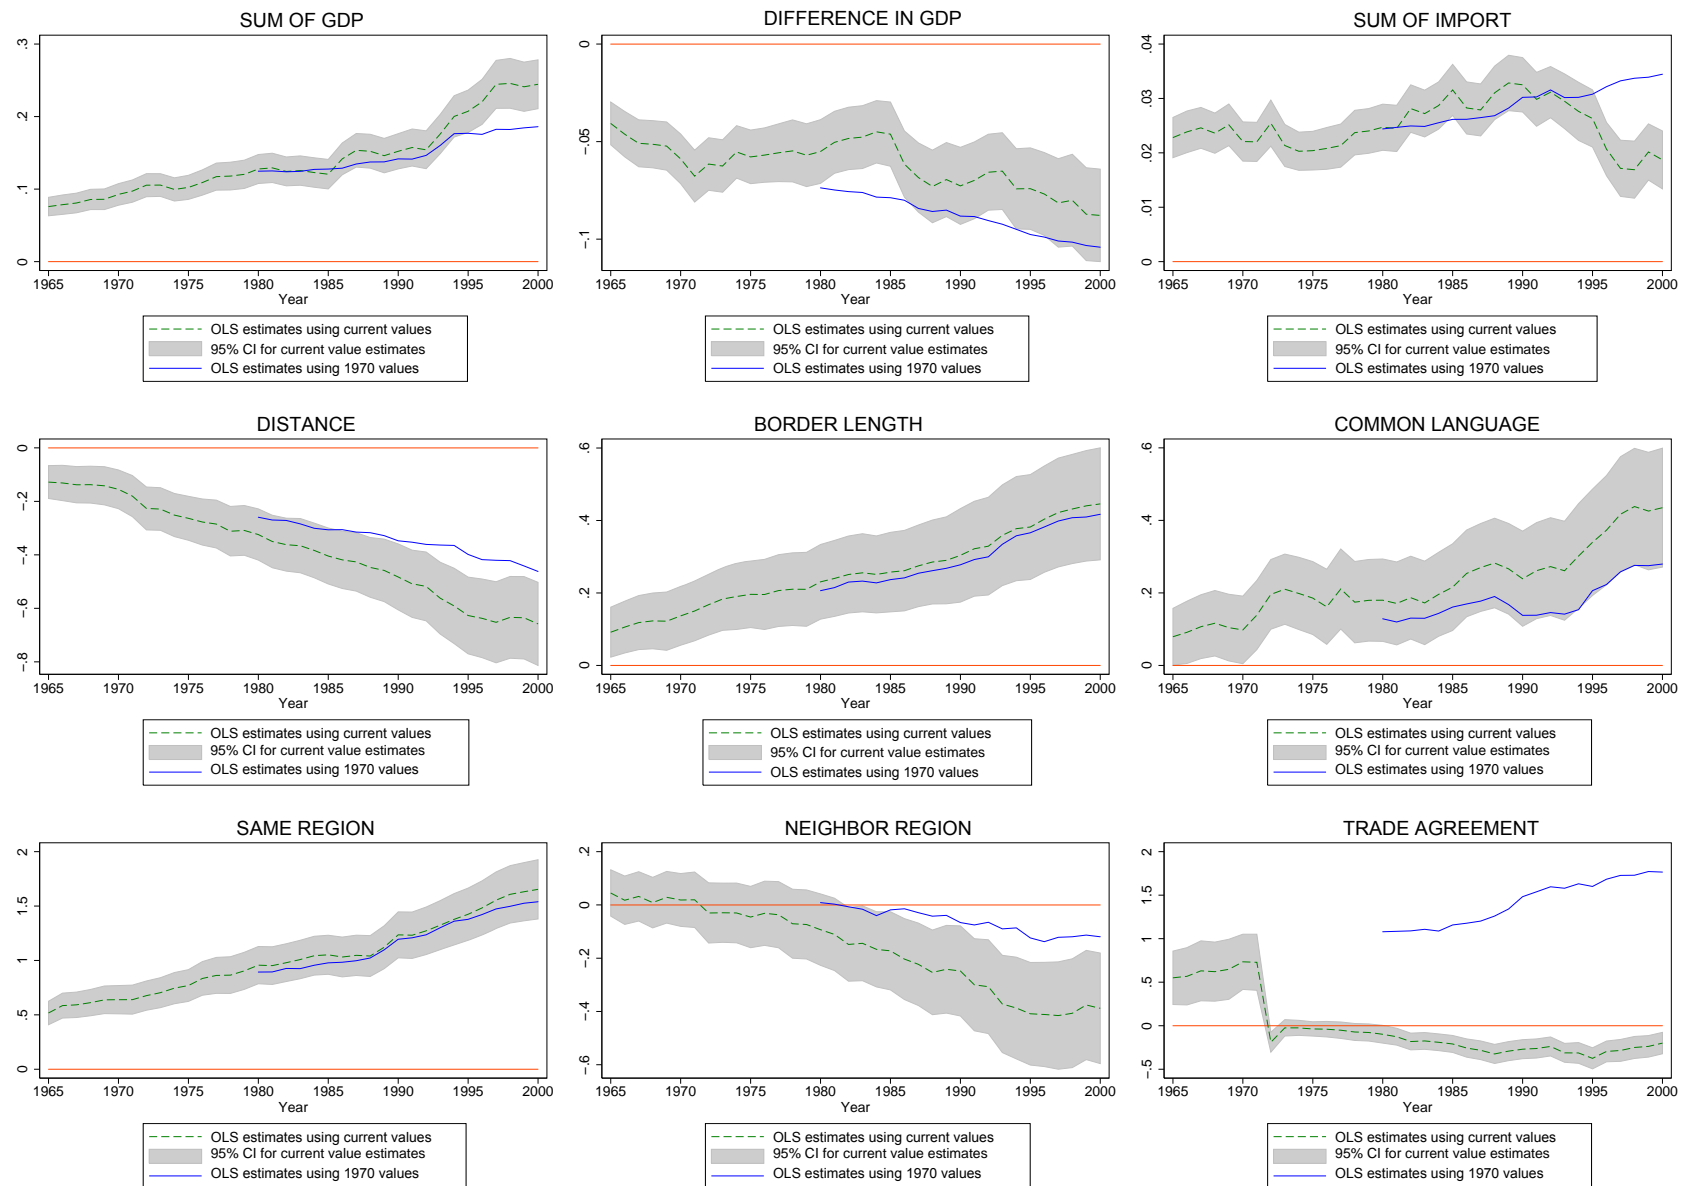 SUM OF GDP
0 .1 .2 .3
1965 1970 1975 1980 1985 1990 1995 2000
Year
OLS estimates using current values
95% CI for current value estimates
OLS estimates using 1970 values
DIFFERENCE IN GDP
-.1 -.05 0
1965 1970 1975 1980 1985 1990 1995 2000
Year
OLS estimates using current values
95% CI for current value estimates
OLS estimates using 1970 values
SUM OF IMPORT
0 .01 .02 .03 .04
1965 1970 1975 1980 1985 1990 1995 2000
Year
OLS estimates using current values
95% CI for current value estimates
OLS estimates using 1970 values
DISTANCE
-.8 -.6 -.4 -.2 0
1965 1970 1975 1980 1985 1990 1995 2000
Year
OLS estimates using current values
95% CI for current value estimates
OLS estimates using 1970 values
BORDER LENGTH
0 .2 .4 .6
1965 1970 1975 1980 1985 1990 1995 2000
Year
OLS estimates using current values
95% CI for current value estimates
OLS estimates using 1970 values
COMMON LANGUAGE
0 .2 .4 .6
1965 1970 1975 1980 1985 1990 1995 2000
Year
OLS estimates using current values
95% CI for current value estimates
OLS estimates using 1970 values
SAME REGION
0 .5 1 1.5 2
1965 1970 1975 1980 1985 1990 1995 2000
Year
OLS estimates using current values
95% CI for current value estimates
OLS estimates using 1970 values
NEIGHBOR REGION
-.6 -.4 -.2 0 .2
1965 1970 1975 1980 1985 1990 1995 2000
Year
OLS estimates using current values
95% CI for current value estimates
OLS estimates using 1970 values
TRADE AGREEMENT
-.5 0 .5 1 1.5 2
1965 1970 1975 1980 1985 1990 1995 2000
Year
OLS estimates using current values
95% CI for current value estimates
OLS estimates using 1970 values